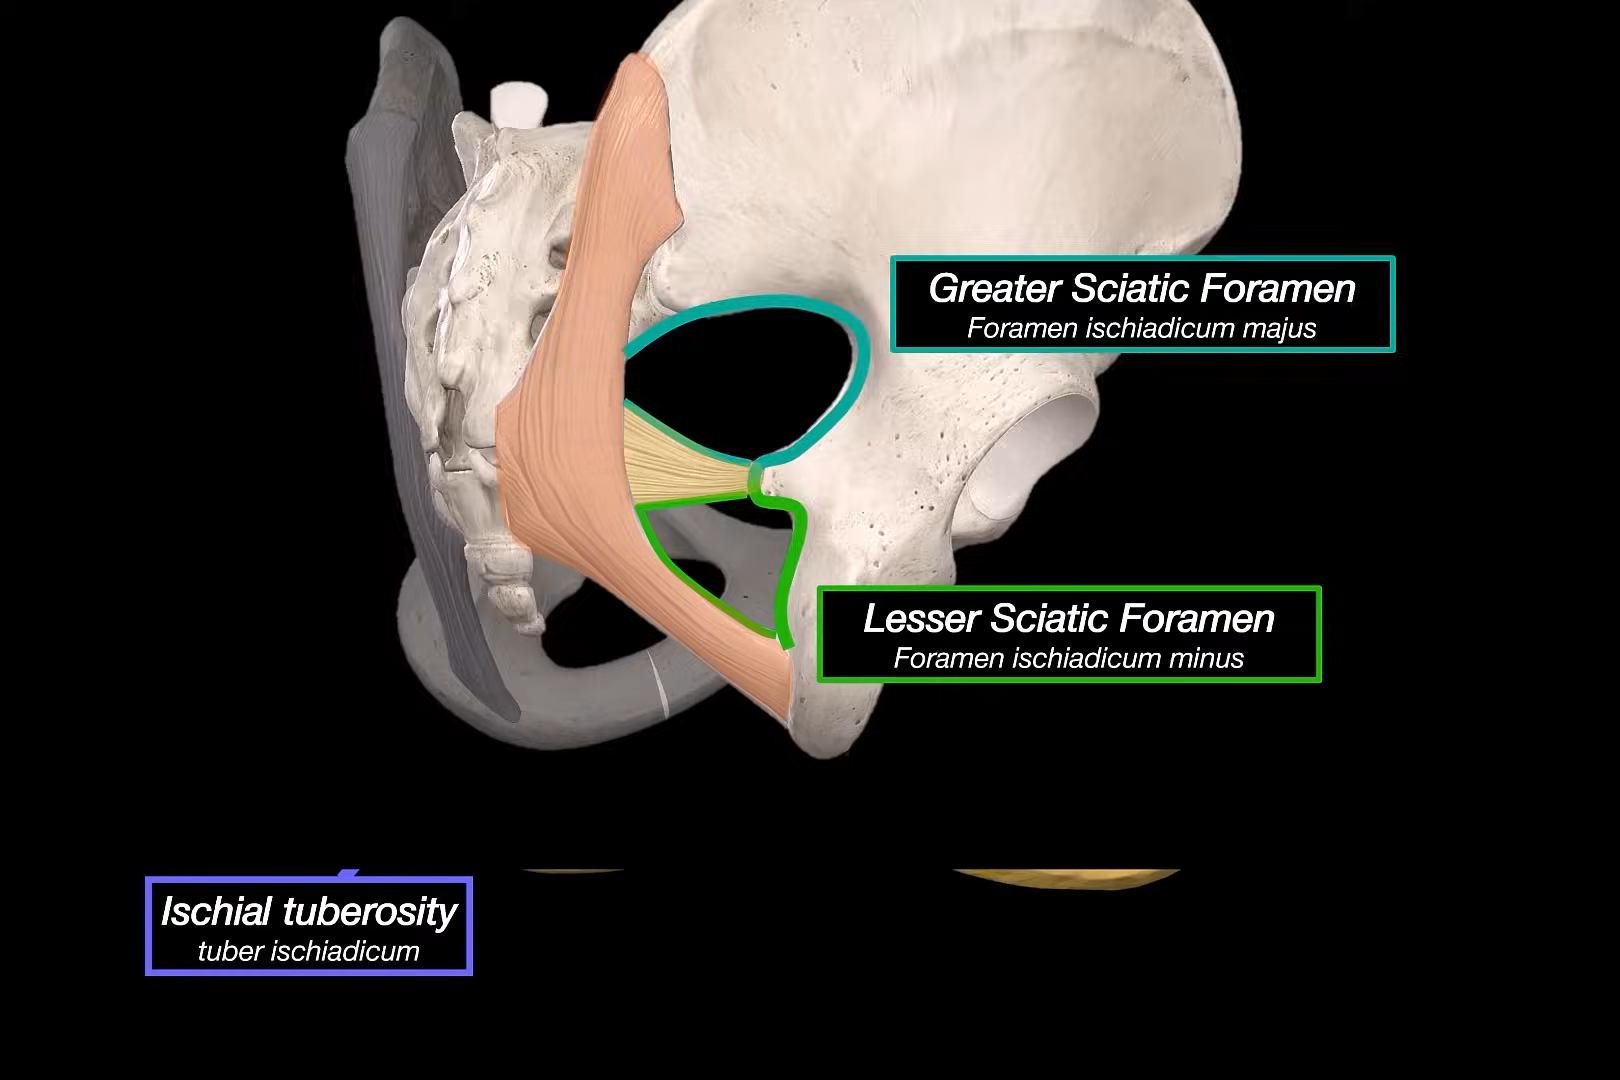 Greater Sciatic Foramen
Foramen ischiadicum majus
Lesser Sciatic Foramen
Foramen ischiadicum minus
Ischial tuberosity
tuber ischiadicum